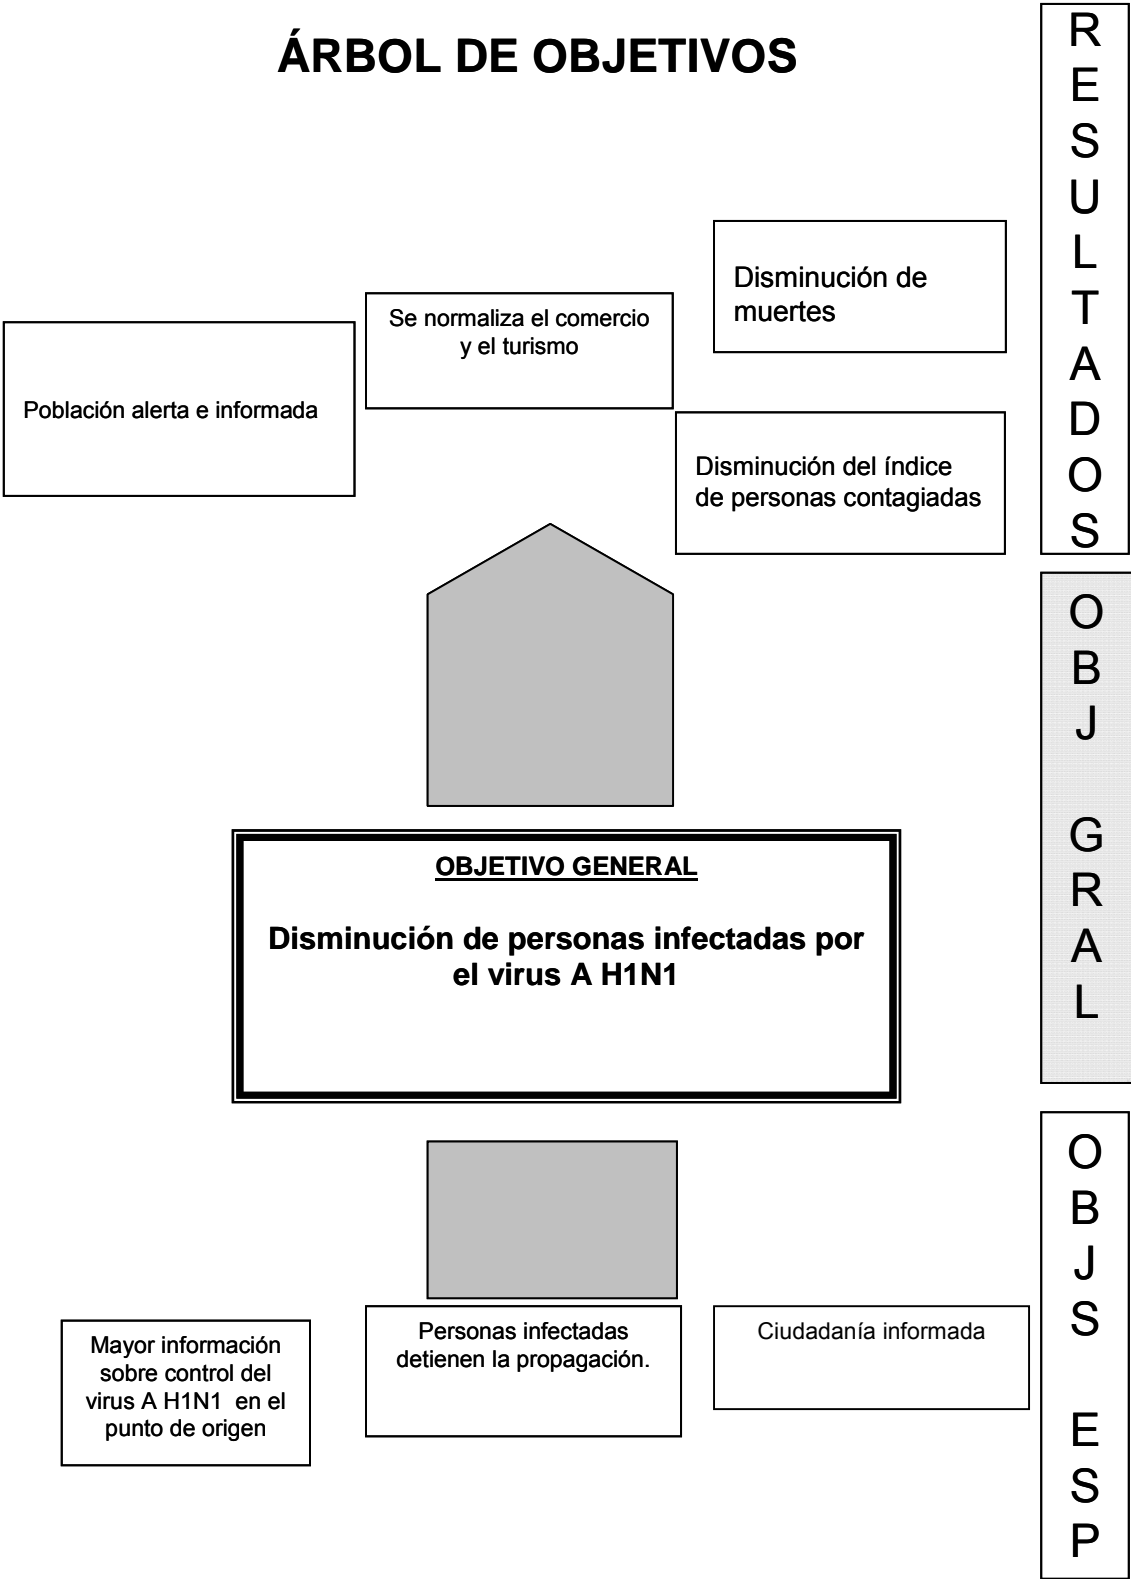 ÁRBOL DE OBJETIVOS
Disminución de
muertes
Se normaliza el comercio
y el turismo
Población alerta e informada
Disminución del índice
de personas contagiadas
OBJETIVO GENERAL
Disminución de personas infectadas por
el virus A H1N1
Mayor información
sobre control del
virus A H1N1 en el
punto de origen
Personas infectadas
detienen la propagación.
Ciudadanía informada
R
E
S
U
L
T
A
D
O
S
O
B
J
G
R
A
L
O
B
J
S
E
S
P